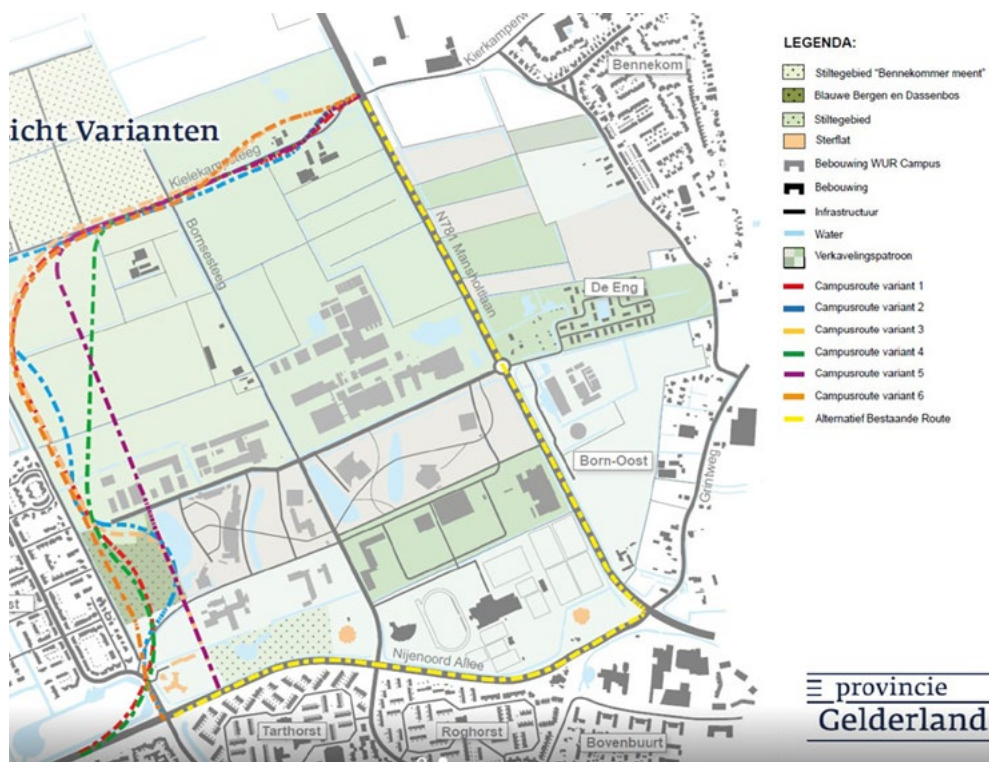 icht Varianten
Kierkamperw
Bennekom
Kielekampsteeg
Bornsesteeg
N781 Mansholtlaan
De Eng
Born-Oost
Grintweg
Nijenoord Allee
Tarthorst
Roghorst
Bovenbuurt
LEGENDA:
Stiltegebied "Bennekommer meent"
Blauwe Bergen en Dassenbos
Stiltegebied
Sterflat
Bebouwing WUR Campus
Bebouwing
Infrastructuur
Water
Verkavelingspatroon
Campusroute variant 1
Campusroute variant 2
Campusroute variant 3
Campusroute variant 4
Campusroute variant 5
Campusroute variant 6
Alternatief Bestaande Route
provincie
Gelderland